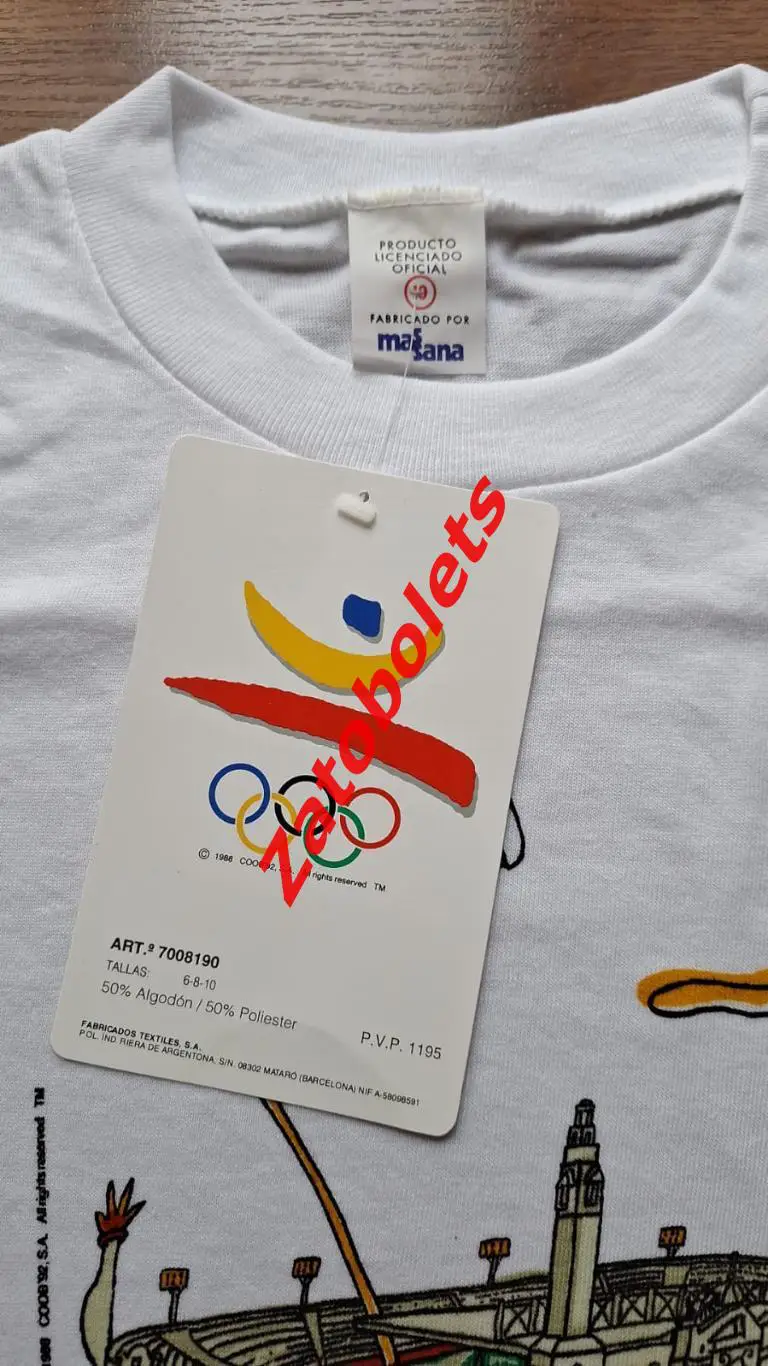 PRODUCTO
LICENCIADO
OFICIAL
FABRICADO POR
massana
Zatobolets
© 1986 COOB'92, S.A. All rights reserved TM
ART.º 7008190
TALLAS: 6-8-10
50% Algodón / 50% Poliester
P.V.P. 1195
FABRICADOS TEXTILES, S.A.
POL. IND. RIERA DE ARGENTONA, S/N. 08302 MATARÓ (BARCELONA) NIF A-58098591
COOB'92, S.A. All rights reserved TM